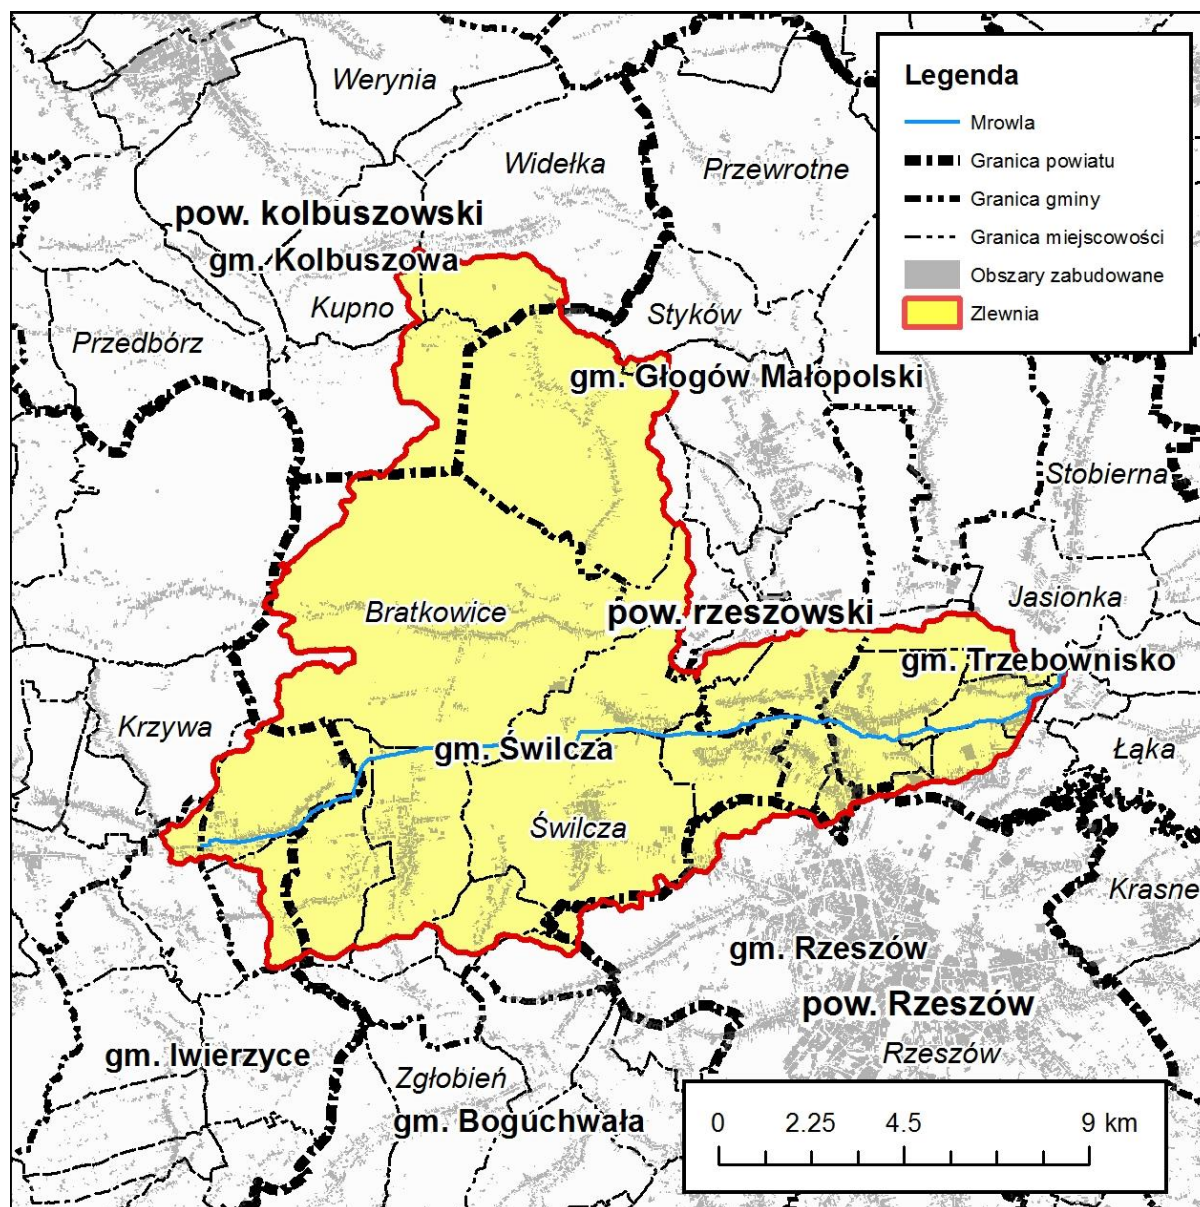 Werynia
Legenda
Mrowla
Widełka
Przewrotne
Granica powiatu
Granica gminy
pow. kolbuszowski
Granica miejscowości
gm. Kolbuszowa
Obszary zabudowane
Kupno
Styków
Zlewnia
Przedbórz
gm. Głogów Małopolski
Stobierna
Bratkowice
pow. rzeszowski
Jasionka
gm. Trzebownisko
Krzywa
gm. Świlcza
Łąka
Świlcza
Krasne
gm. Rzeszów
pow. Rzeszów
gm. Iwierzyce
Zgłobień
Rzeszów
gm. Boguchwała
0 2.25 4.5 9 km